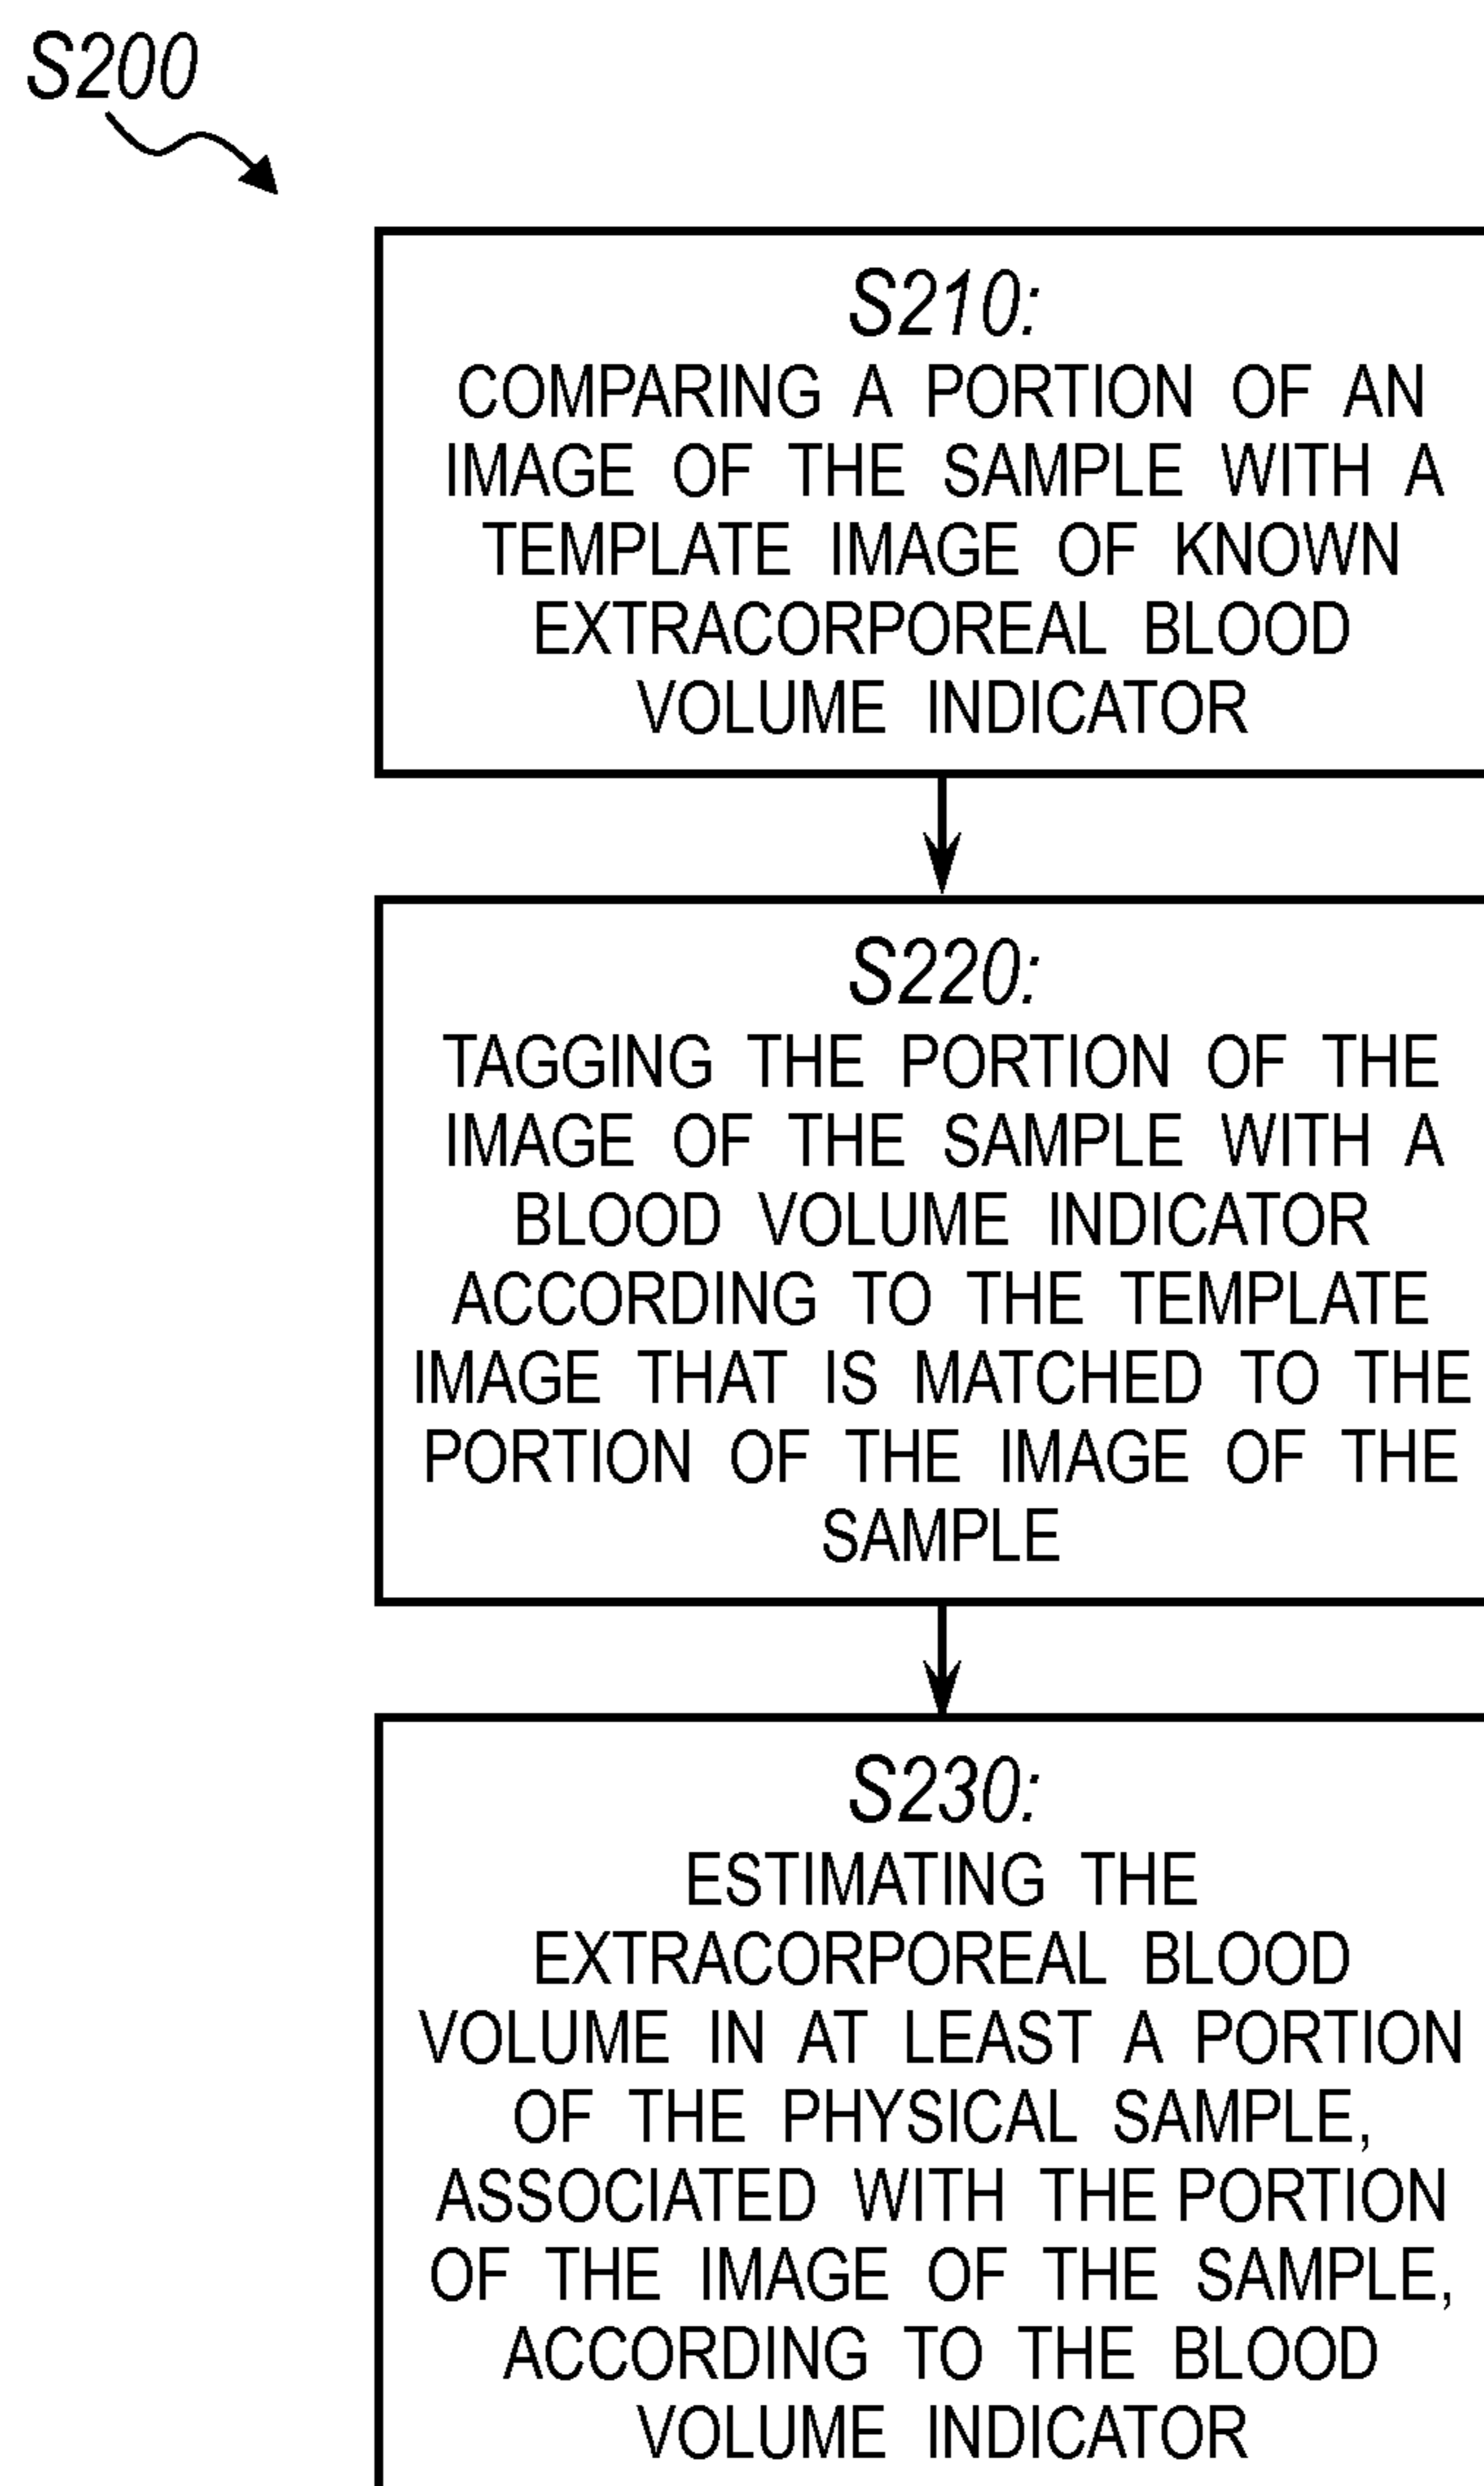 S200
S210:
COMPARING A PORTION OF AN
IMAGE OF THE SAMPLE WITH A
TEMPLATE IMAGE OF KNOWN
EXTRACORPOREAL BLOOD
VOLUME INDICATOR
S220:
TAGGING THE PORTION OF THE
IMAGE OF THE SAMPLE WITH A
BLOOD VOLUME INDICATOR
ACCORDING TO THE TEMPLATE
IMAGE THAT IS MATCHED TO THE
PORTION OF THE IMAGE OF THE
SAMPLE
S230:
ESTIMATING THE
EXTRACORPOREAL BLOOD
VOLUME IN AT LEAST A PORTION
OF THE PHYSICAL SAMPLE,
ASSOCIATED WITH THE PORTION
OF THE IMAGE OF THE SAMPLE,
ACCORDING TO THE BLOOD
VOLUME INDICATOR